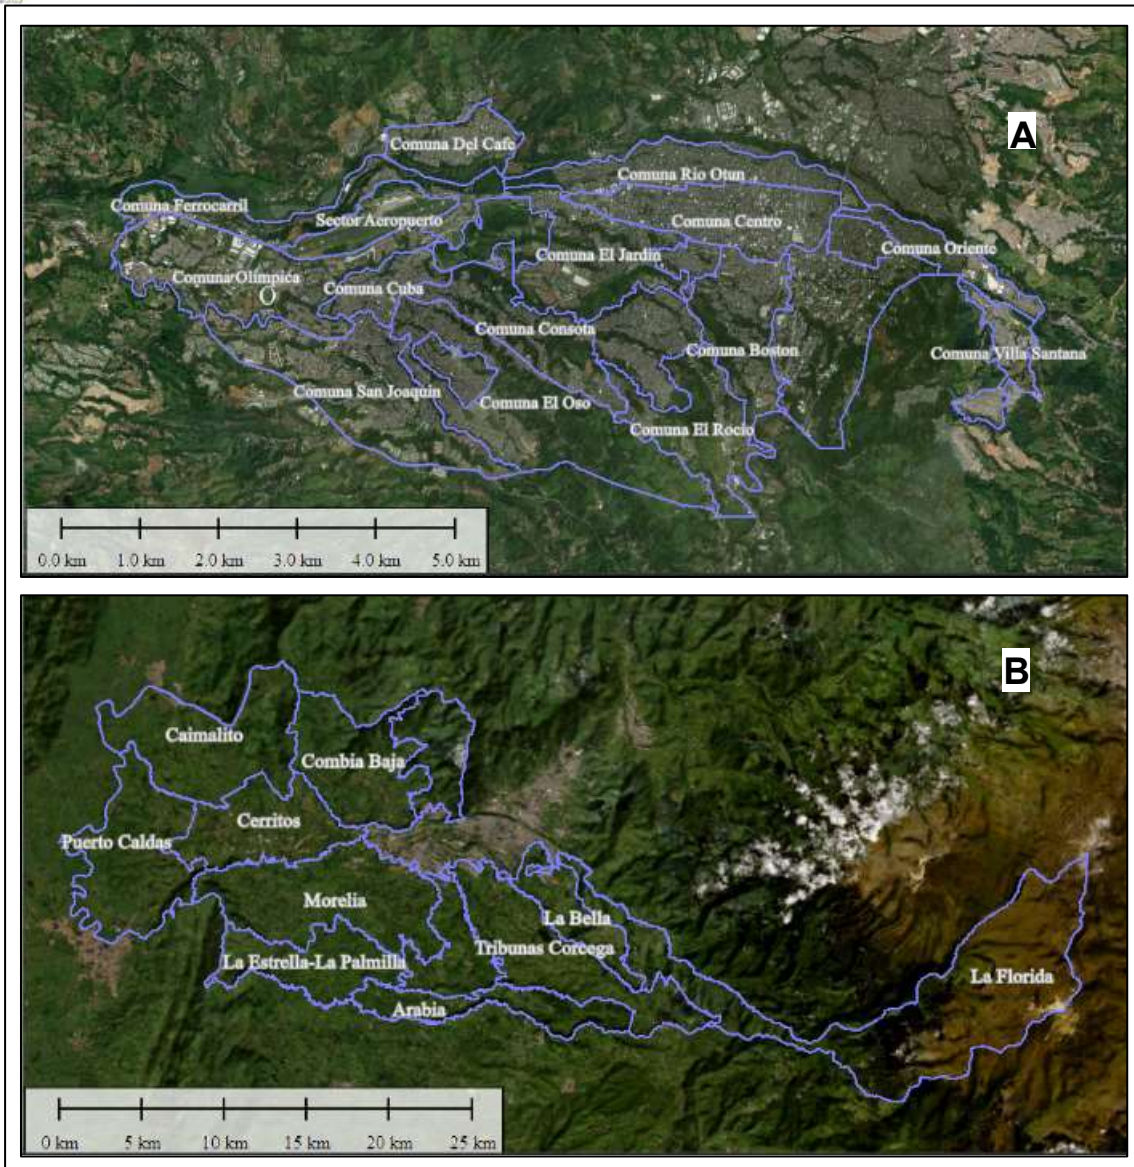 A
Comuna Del Cafe
Comuna Rio Otun
Comuna Ferrocarril
Sector Aeropuerto
Comuna Centro
Comuna Oriente
Comuna El Jardin
Comuna Olimpica
Comuna Cuba
Comuna Consota
Comuna Boston
Comuna Villa Santana
Comuna San Joaquin
Comuna El Oso
Comuna El Rocio
0.0 km 1.0 km 2.0 km 3.0 km 4.0 km 5.0 km
B
Caimalito
Combia Baja
Cerritos
Puerto Caldas
Morelia
La Bella
Tribunas Corcega
La Estrella-La Palmilla
La Florida
Arabia
0 km 5 km 10 km 15 km 20 km 25 km